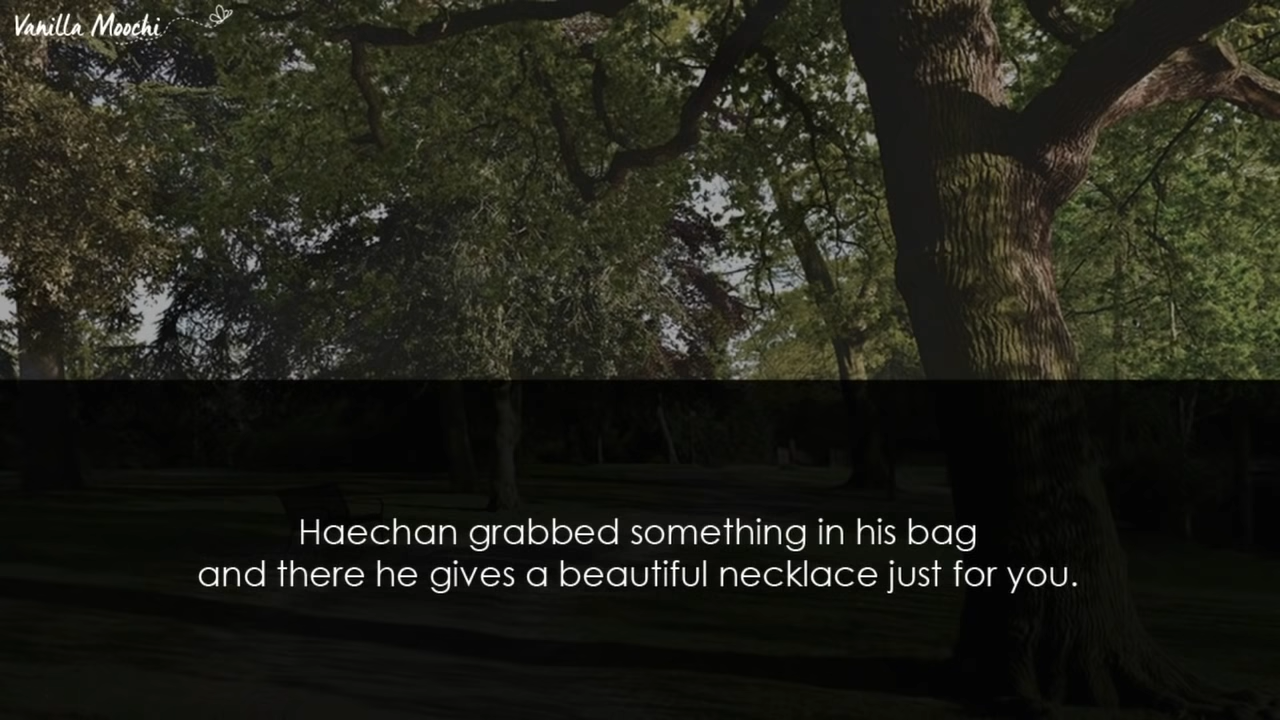 Vanilla Moochi
Haechan grabbed something in his bag
and there he gives a beautiful necklace just for you.